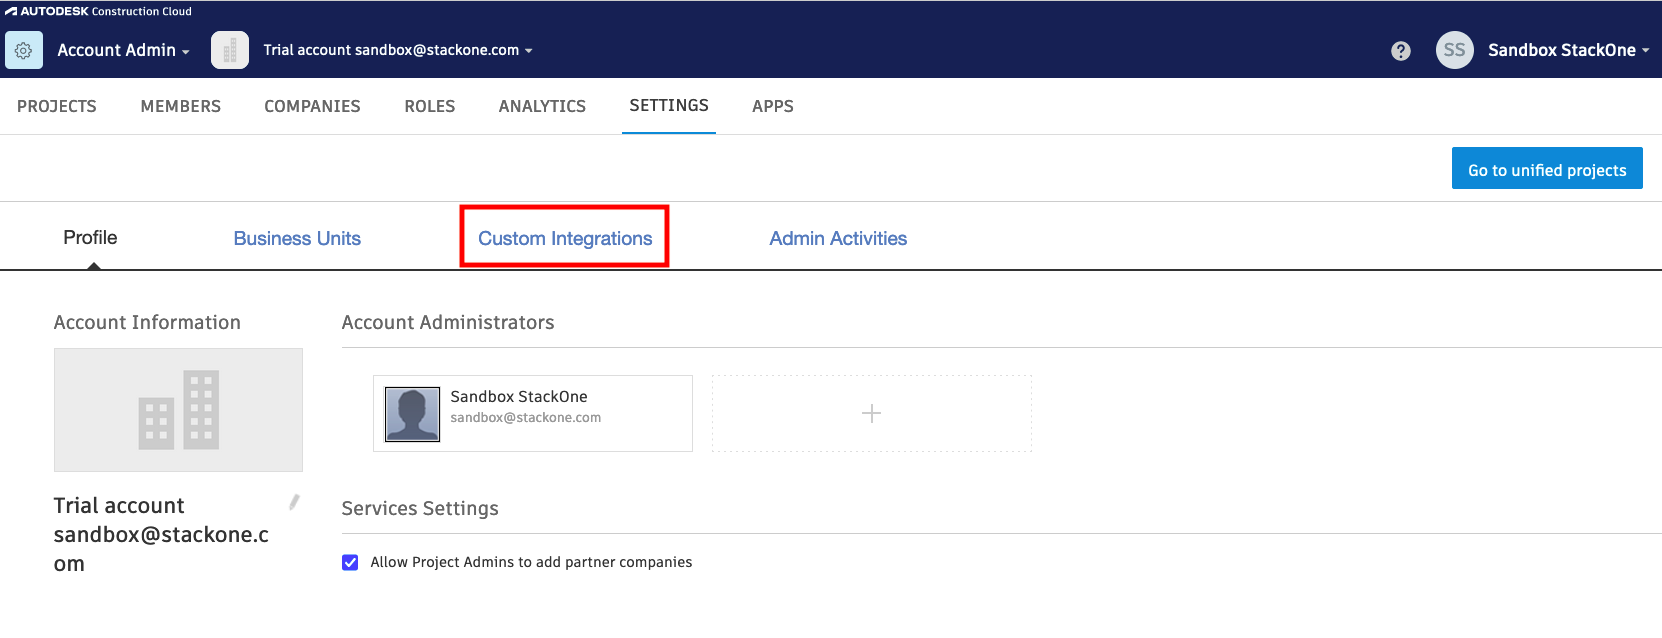 AUTODESK Construction Cloud
Account Admin
Trial account sandbox@stackone.com
?
SS
Sandbox StackOne
PROJECTS MEMBERS COMPANIES ROLES ANALYTICS SETTINGS APPS
Go to unified projects
Profile Business Units Custom Integrations Admin Activities
Account Information
Account Administrators
Sandbox StackOne
sandbox@stackone.com
+
Trial account
sandbox@stackone.c
om
Services Settings
Allow Project Admins to add partner companies